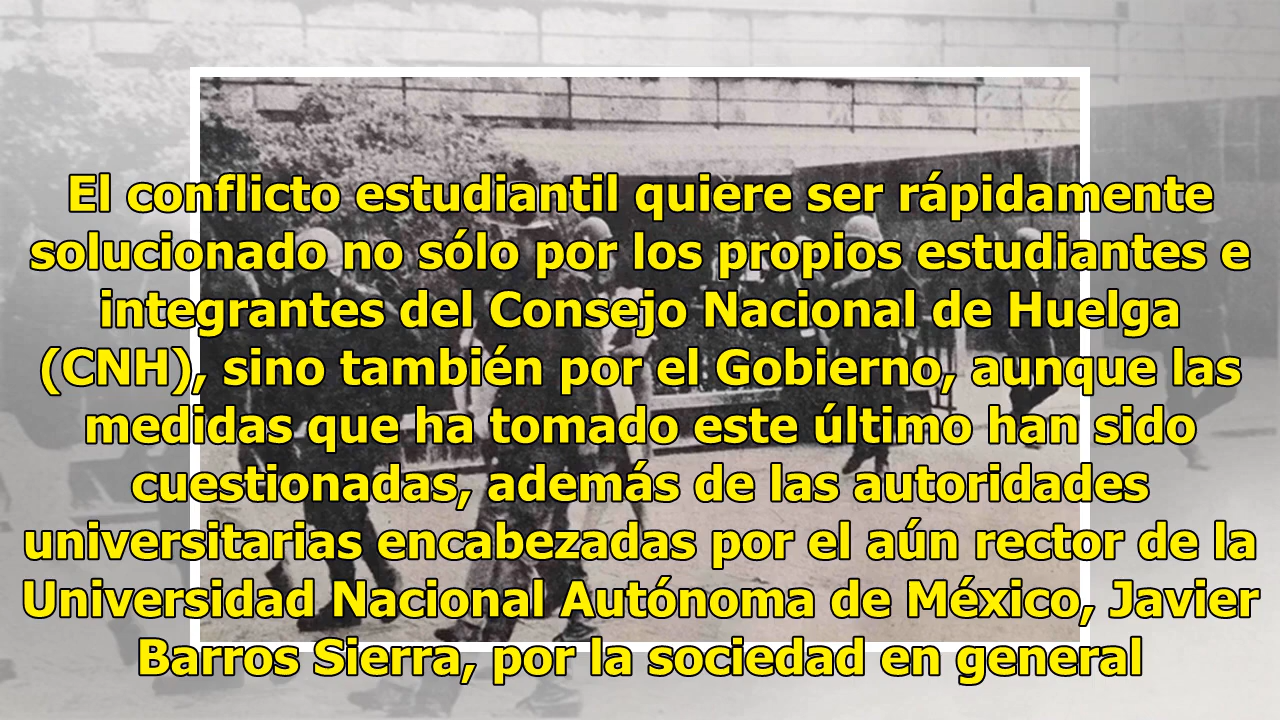 El conflicto estudiantil quiere ser rápidamente
solucionado no sólo por los propios estudiantes e
integrantes del Consejo Nacional de Huelga
(CNH), sino también por el Gobierno, aunque las
medidas que ha tomado este último han sido
cuestionadas, además de las autoridades
universitarias encabezadas por el aún rector de la
Universidad Nacional Autónoma de México, Javier
Barros Sierra, por la sociedad en general